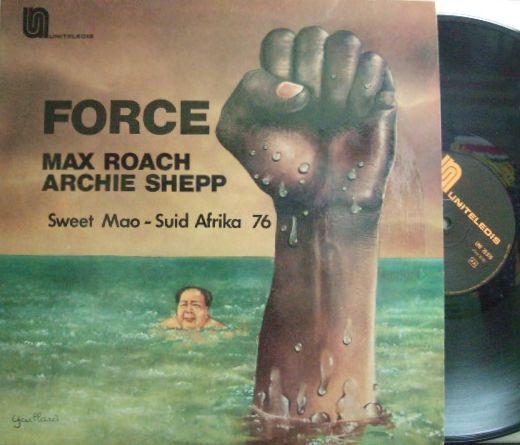 UNITELEDIS
FORCE
MAX ROACH
ARCHIE SHEPP
Sweet Mao - Suid Afrika 76
UNITELEDIS